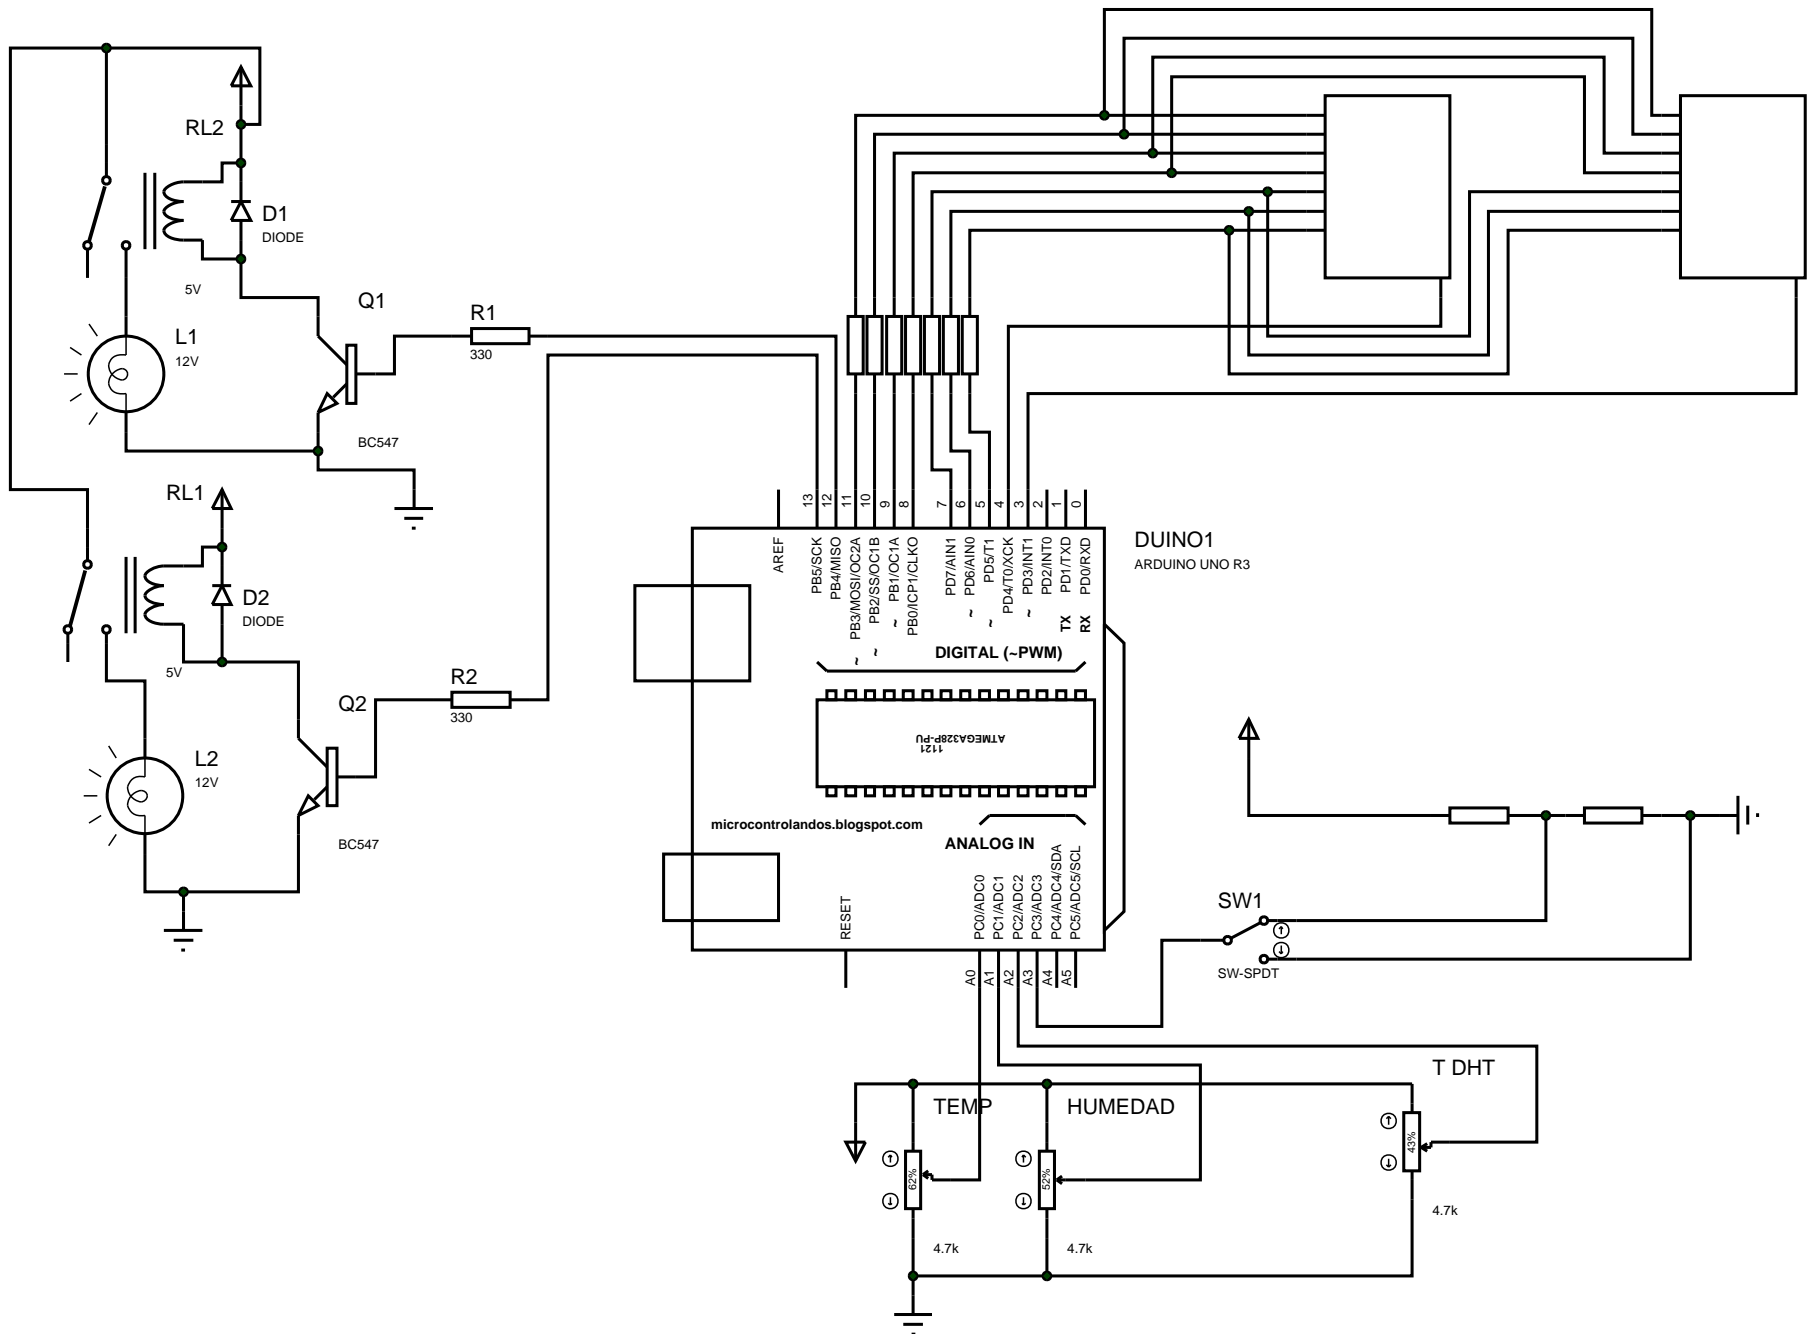 RL2
D1
DIODE
5V
Q1
R1
330
L1
12V
BC547
RL1
D2
DIODE
5V
Q2
R2
330
L2
12V
BC547
13
12
11
10
9
8
7
6
5
4
3
2
1
0
AREF
PB5/SCK
PB4/MISO
PB3/MOSI/OC2A
~
PB2/SS/OC1B
~
PB1/OC1A
~
PB0/ICP1/CLKO
PD7/AIN1
PD6/AIN0
~
PD5/T1
~
PD4/T0/XCK
PD3/INT1
~
PD2/INT0
PD1/TXD
TX
PD0/RXD
RX
DUINO1
ARDUINO UNO R3
DIGITAL (~PWM)
ATMEGA328P-PU
1121
microcontrolandos.blogspot.com
ANALOG IN
RESET
PC0/ADC0
PC1/ADC1
PC2/ADC2
PC3/ADC3
PC4/ADC4/SDA
PC5/ADC5/SCL
A0
A1
A2
A3
A4
A5
SW1
SW-SPDT
T DHT
TEMP
HUMEDAD
62%
52%
43%
4.7k
4.7k
4.7k